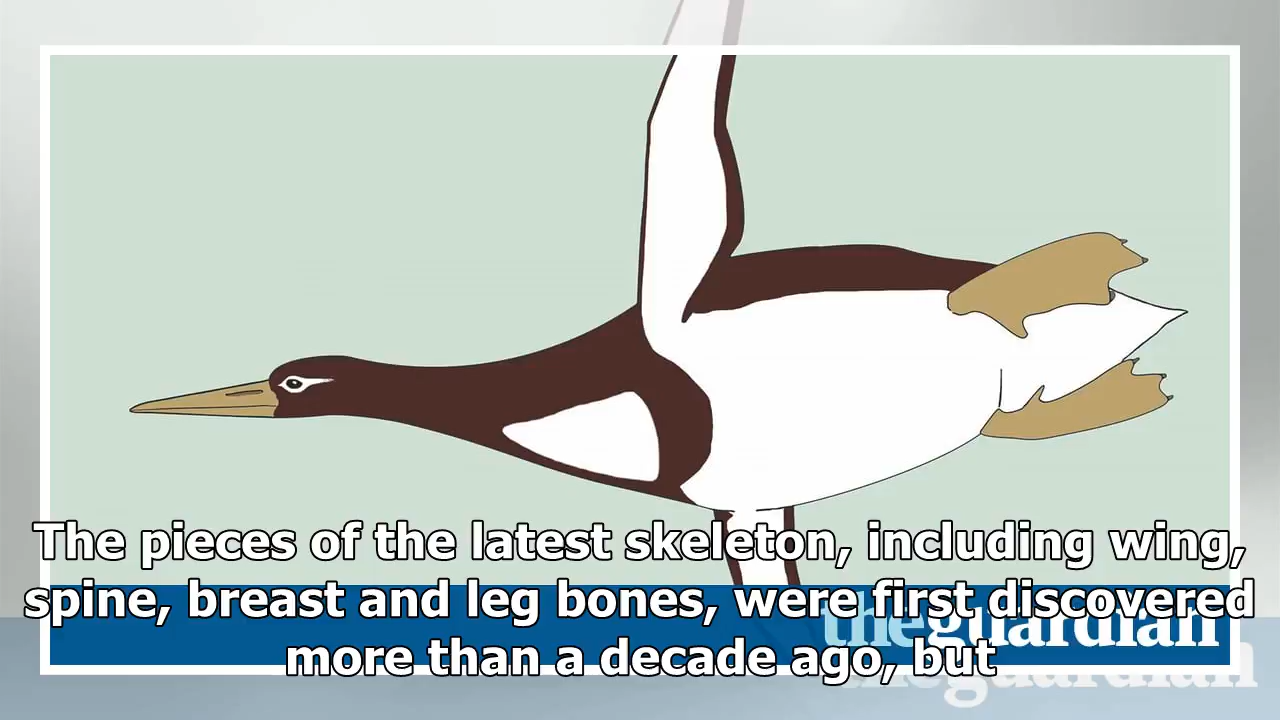 The pieces of the latest skeleton, including wing,
spine, breast and leg bones, were first discovered
more than a decade ago, but
theguardian
theguardian